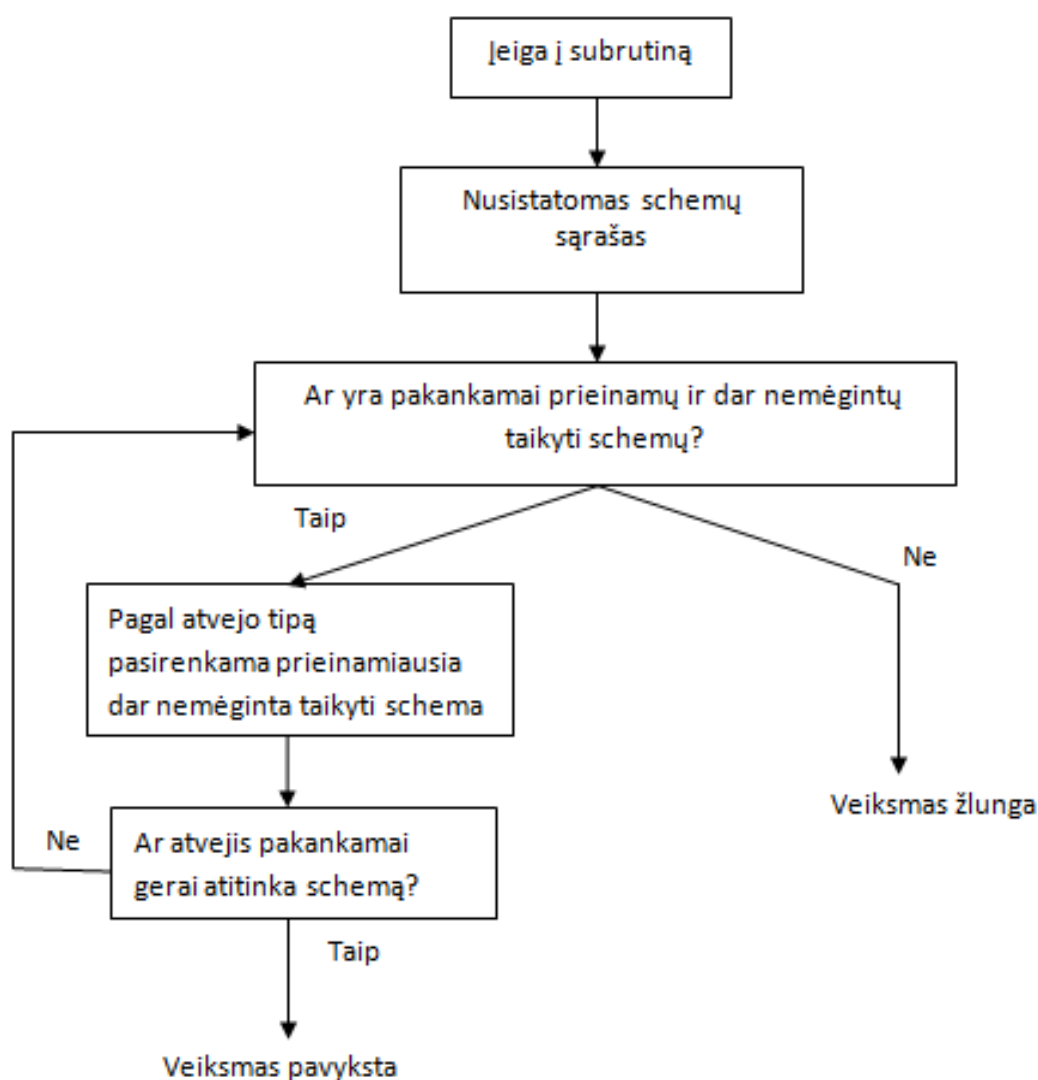 Įeiga į subrutiną
Nusistatomas schemų
sąrašas
Ar yra pakankamai prieinamų ir dar nemėgintų
taikyti schemų?
Taip
Ne
Pagal atvejo tipą
pasirenkama prieinamiausia
dar nemėginta taikyti schema
Veiksmas žlunga
Ne
Ar atvejis pakankamai
gerai atitinka schemą?
Taip
Veiksmas pavyksta